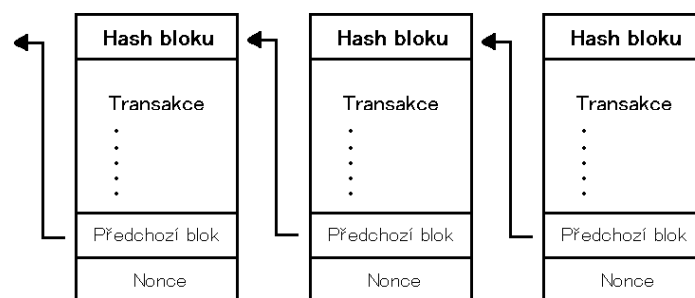 Hash bloku
Transakce
Předchozí blok
Nonce
Hash bloku
Transakce
Předchozí blok
Nonce
Hash bloku
Transakce
Předchozí blok
Nonce